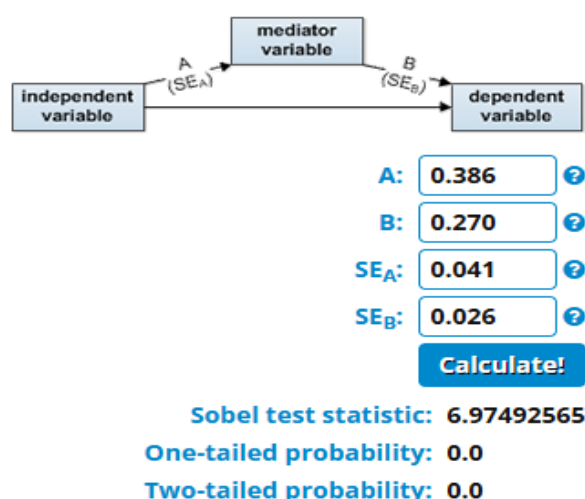 mediator
variable
A
(SEA)
B
(SEB)
independent
variable
dependent
variable
A: 0.386 ?
B: 0.270 ?
SEA: 0.041 ?
SEB: 0.026 ?
Calculate!
Sobel test statistic: 6.97492565
One-tailed probability: 0.0
Two-tailed probability: 0.0